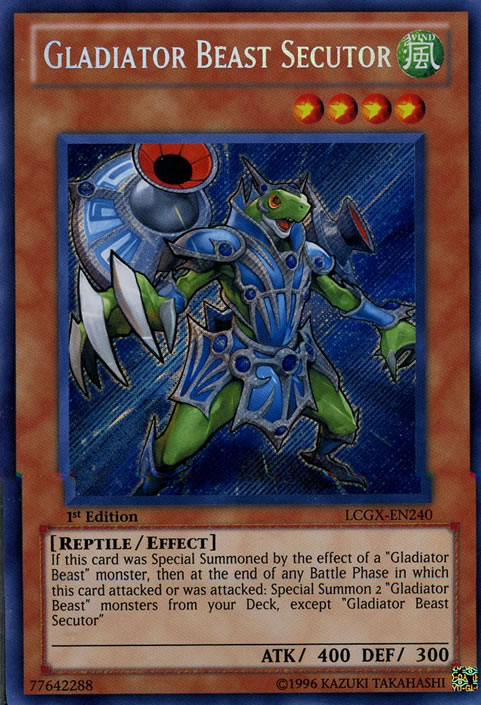 GLADIATOR BEAST SECUTOR
WIND
風
1st Edition
LCGX-EN240
[REPTILE/EFFECT]
If this card was Special Summoned by the effect of a "Gladiator
Beast" monster, then at the end of any Battle Phase in which
this card attacked or was attacked: Special Summon 2 "Gladiator
Beast" monsters from your Deck, except "Gladiator Beast
Secutor"
ATK/ 400 DEF/ 300
77642288
©1996 KAZUKI TAKAHASHI